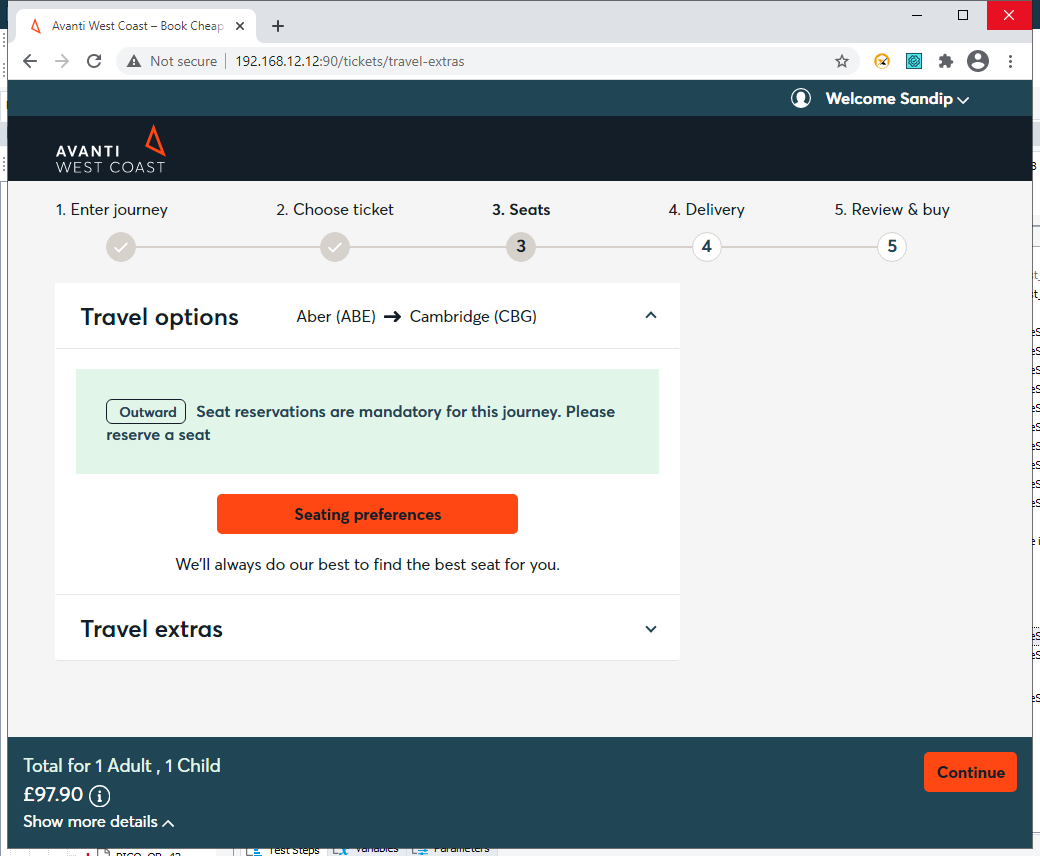 Avanti West Coast – Book Cheap
Not secure
192.168.12.12:90/tickets/travel-extras
Welcome Sandip
AVANTI
WEST COAST
1. Enter journey
2. Choose ticket
3. Seats
4. Delivery
5. Review & buy
3
4
5
Travel options
Aber (ABE) → Cambridge (CBG)
Outward Seat reservations are mandatory for this journey. Please
reserve a seat
Seating preferences
We'll always do our best to find the best seat for you.
Travel extras
Total for 1 Adult , 1 Child
£97.90
Continue
Show more details
Test Steps
Variables
Parameters